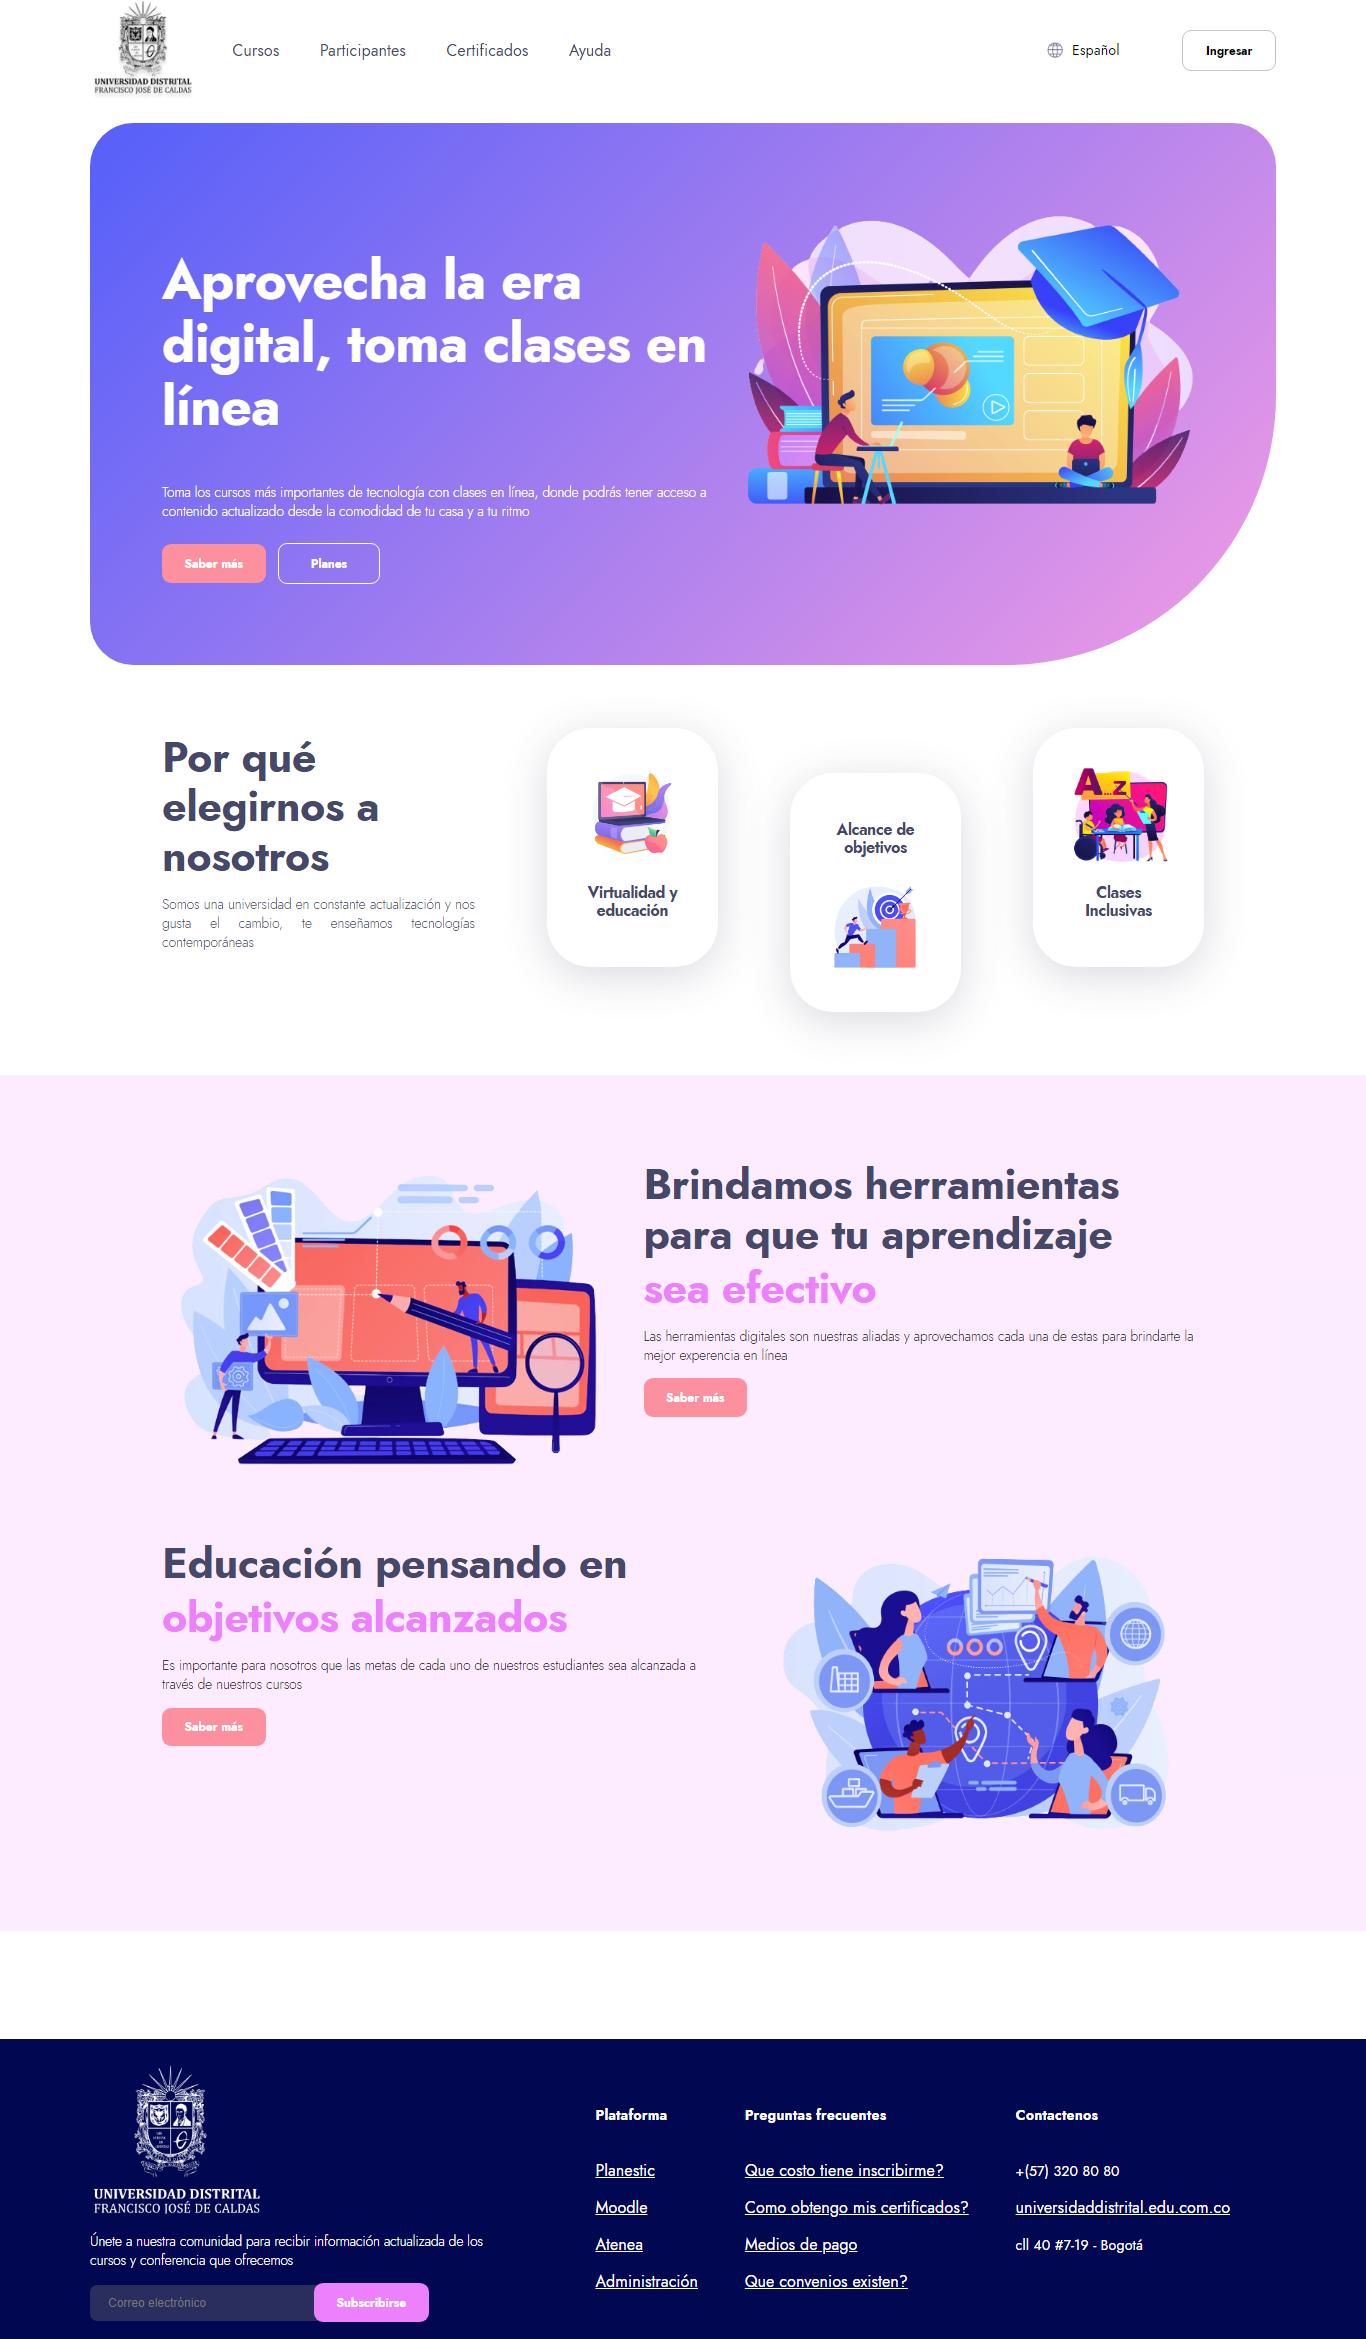 UNIVERSIDAD DISTRITAL
FRANCISCO JOSÉ DE CALDAS
Cursos
Participantes
Certificados
Ayuda
Español
Ingresar
Aprovecha la era
digital, toma clases en
línea
Toma los cursos más importantes de tecnología con clases en línea, donde podrás tener acceso a
contenido actualizado desde la comodidad de tu casa y a tu ritmo
Saber más
Planes
Por qué
elegirnos a
nosotros
Somos una universidad en constante actualización y nos
gusta el cambio, te enseñamos tecnologías
contemporáneas
Virtualidad y
educación
Alcance de
objetivos
A...z
Clases
Inclusivas
Brindamos herramientas
para que tu aprendizaje
sea efectivo
Las herramientas digitales son nuestras aliadas y aprovechamos cada una de estas para brindarte la
mejor experencia en línea
Saber más
Educación pensando en
objetivos alcanzados
Es importante para nosotros que las metas de cada uno de nuestros estudiantes sea alcanzada a
través de nuestros cursos
Saber más
UNIVERSIDAD DISTRITAL
FRANCISCO JOSÉ DE CALDAS
Únete a nuestra comunidad para recibir información actualizada de los
cursos y conferencia que ofrecemos
Correo electrónico
Subscribirse
Plataforma
Planestic
Moodle
Atenea
Administración
Preguntas frecuentes
Que costo tiene inscribirme?
Como obtengo mis certificados?
Medios de pago
Que convenios existen?
Contactenos
+(57) 320 80 80
universidaddistrital.edu.com.co
cll 40 #7-19 - Bogotá